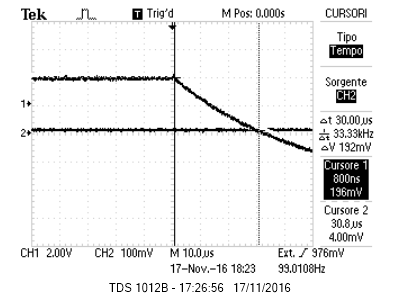 Tek T Trig'd M Pos: 0.000s CURSORI
Tipo
Tempo
Sorgente
CH2
Δt 30.00µs
1/Δt 33.33kHz
ΔV 192mV
Cursore 1
800ns
196mV
Cursore 2
30.8µs
4.00mV
1
2
CH1 2.00V CH2 100mV M 10.0µs Ext. / 976mV
17-Nov.-16 18:23 99.0108Hz
TDS 1012B - 17:26:56 17/11/2016